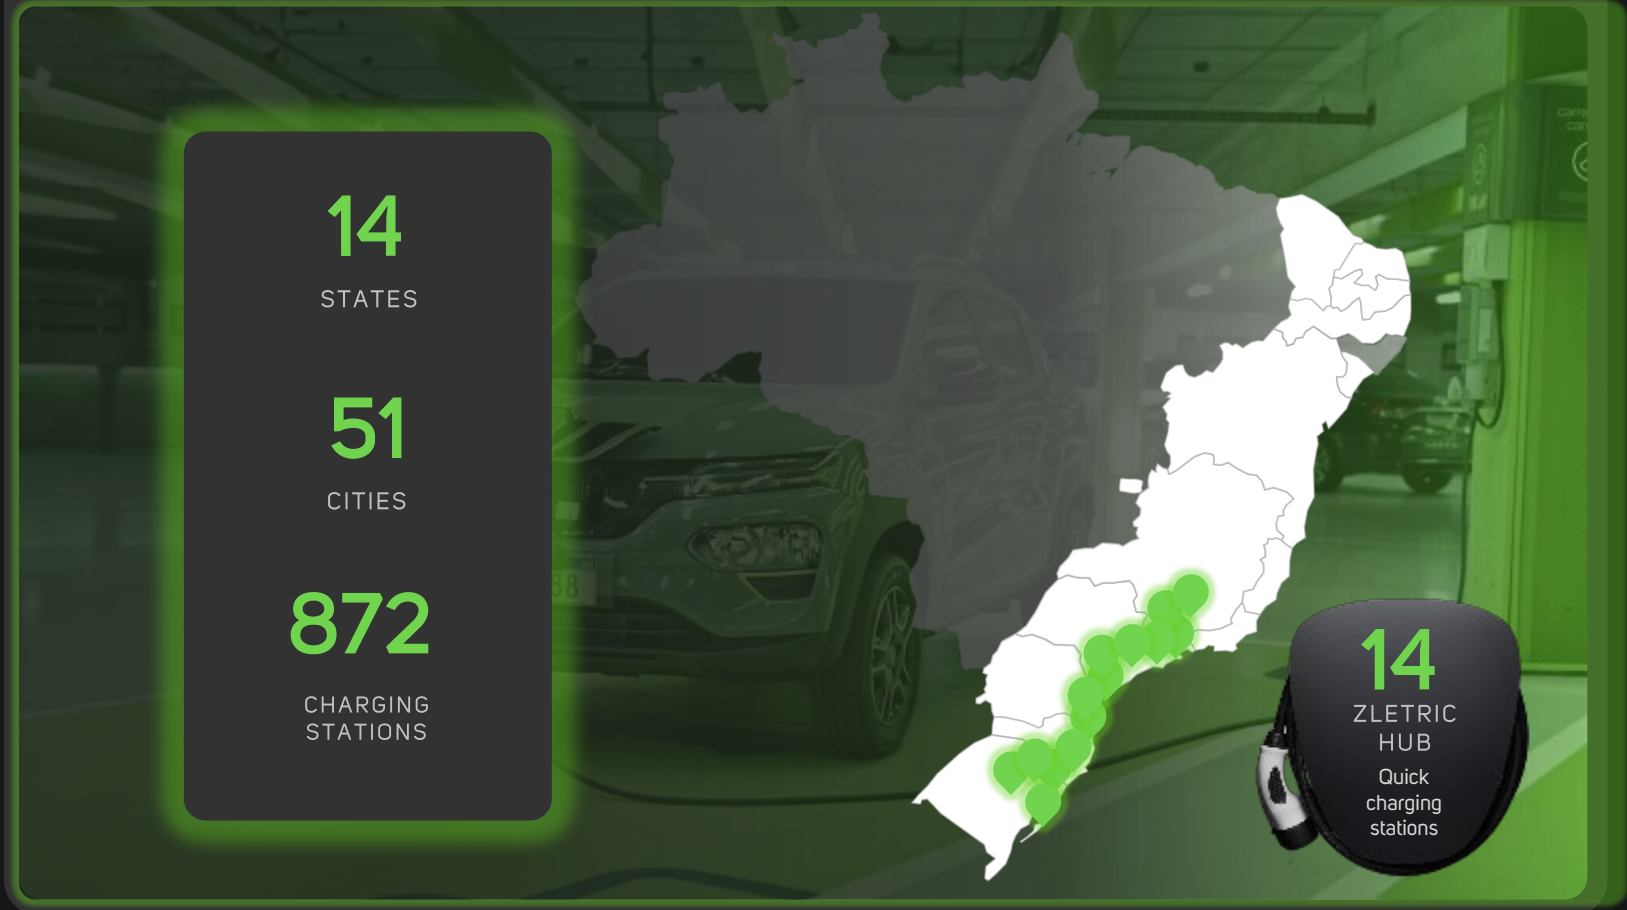 14
STATES
51
CITIES
872
CHARGING
STATIONS
14
ZLETRIC
HUB
Quick
charging
stations